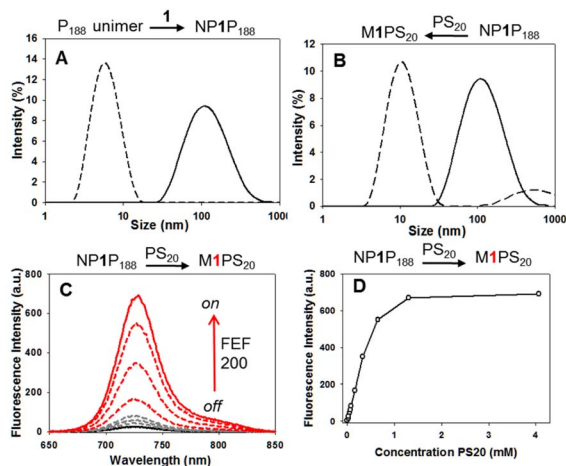 P188 unimer 1 NP1P188
A
Intensity (%)
16
14
12
10
8
6
4
2
0
1 10 100 1000
Size (nm)
M1PS20 PS20 NP1P188
B
Intensity (%)
12
10
8
6
4
2
0
1 10 100 1000
Size (nm)
NP1P188 PS20 M1PS20
C
on
FEF
200
off
Fluorescence Intensity (a.u.)
800
600
400
200
0
650 700 750 800 850
Wavelength (nm)
NP1P188 PS20 M1PS20
D
Fluorescence Intensity (a.u.)
800
600
400
200
0
0 1 2 3 4
Concentration PS20 (mM)